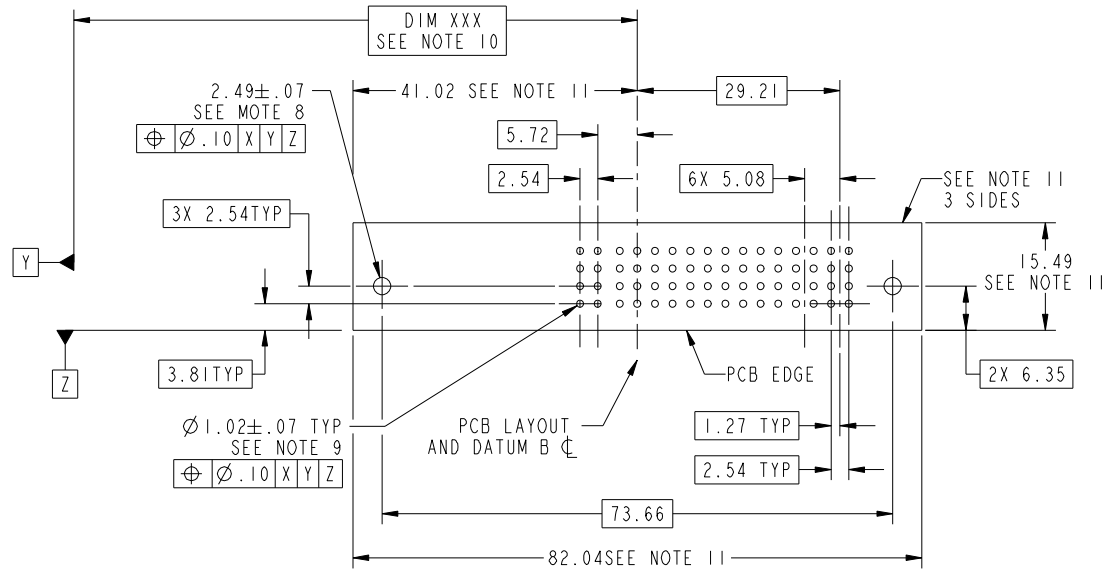 DIM XXX
SEE NOTE 10
2.49±.07
SEE MOTE 8
⌖ Ø.10 X Y Z
41.02 SEE NOTE 11
29.21
5.72
2.54
6X 5.08
SEE NOTE 11
3 SIDES
3X 2.54TYP
Y
15.49
SEE NOTE 11
Z
3.81TYP
PCB EDGE
2X 6.35
Ø1.02±.07 TYP
SEE NOTE 9
⌖ Ø.10 X Y Z
PCB LAYOUT
AND DATUM B ℄
1.27 TYP
2.54 TYP
73.66
82.04SEE NOTE 11